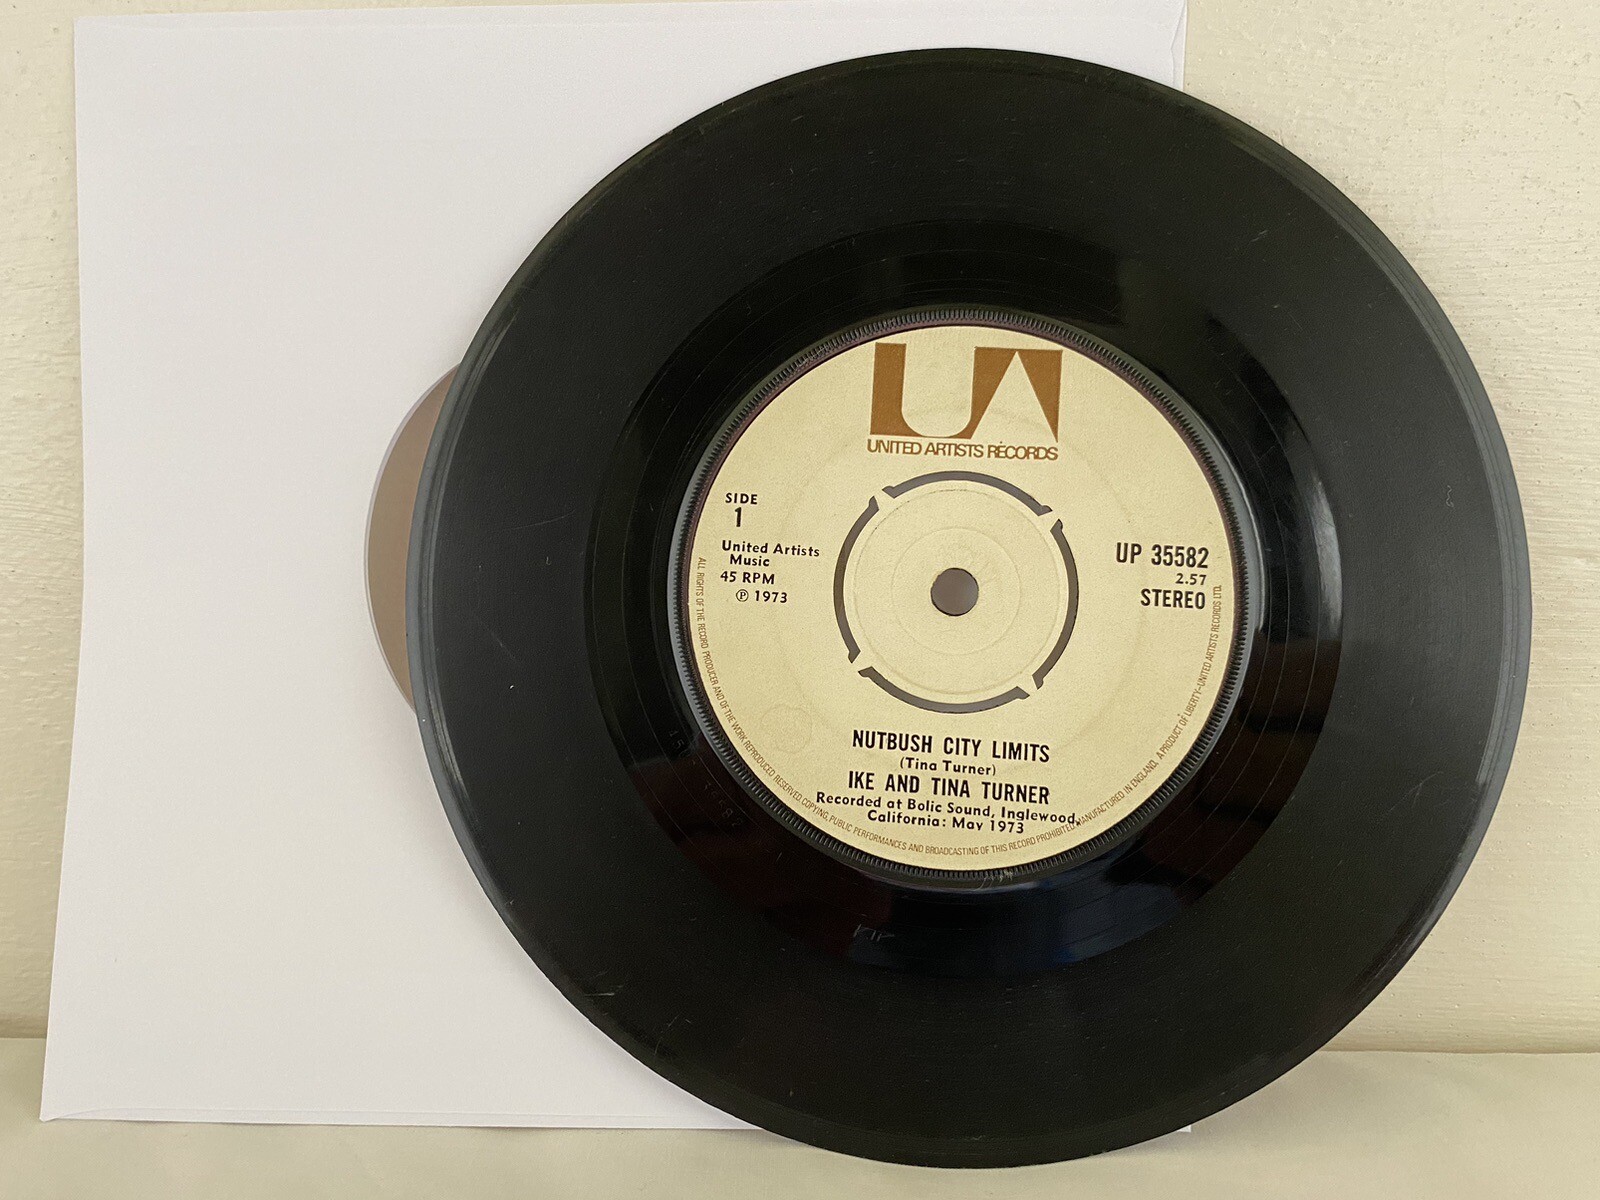 UA
UNITED ARTISTS RECORDS
SIDE
1
United Artists
Music
45 RPM
℗ 1973
UP 35582
2.57
STEREO
NUTBUSH CITY LIMITS
(Tina Turner)
IKE AND TINA TURNER
Recorded at Bolic Sound, Inglewood,
California: May 1973
ALL RIGHTS OF THE RECORD PRODUCER AND OF THE WORK REPRODUCED RESERVED. COPYING, PUBLIC PERFORMANCES AND BROADCASTING OF THIS RECORD PROHIBITED. MANUFACTURED IN ENGLAND. A PRODUCT OF LIBERTY-UNITED ARTISTS RECORDS LTD.